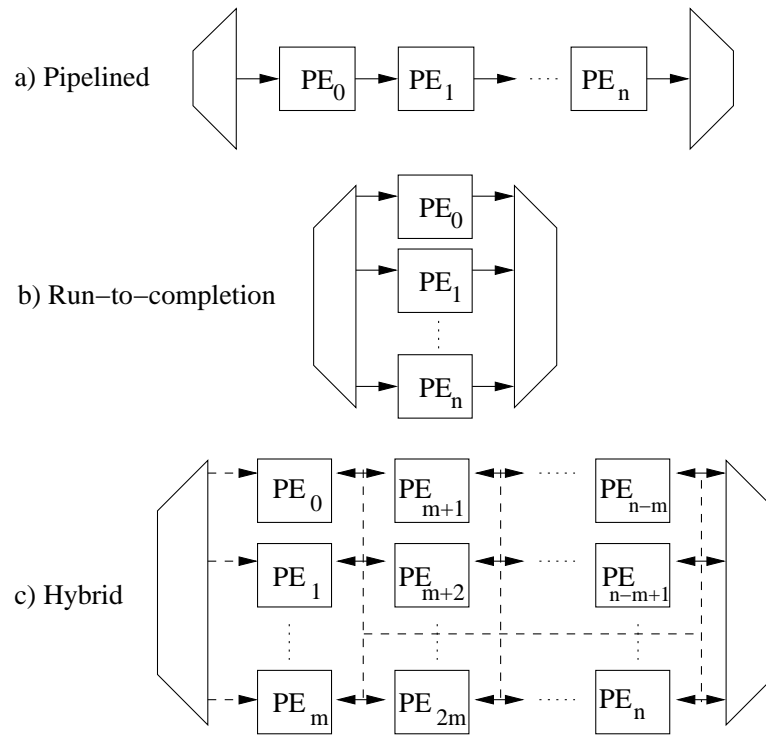 a) Pipelined
PE0 PE1 PEn
b) Run−to−completion
PE0
PE1
PEn
c) Hybrid
PE0 PEm+1 PEn−m
PE1 PEm+2 PEn−m+1
PEm PE2m PEn